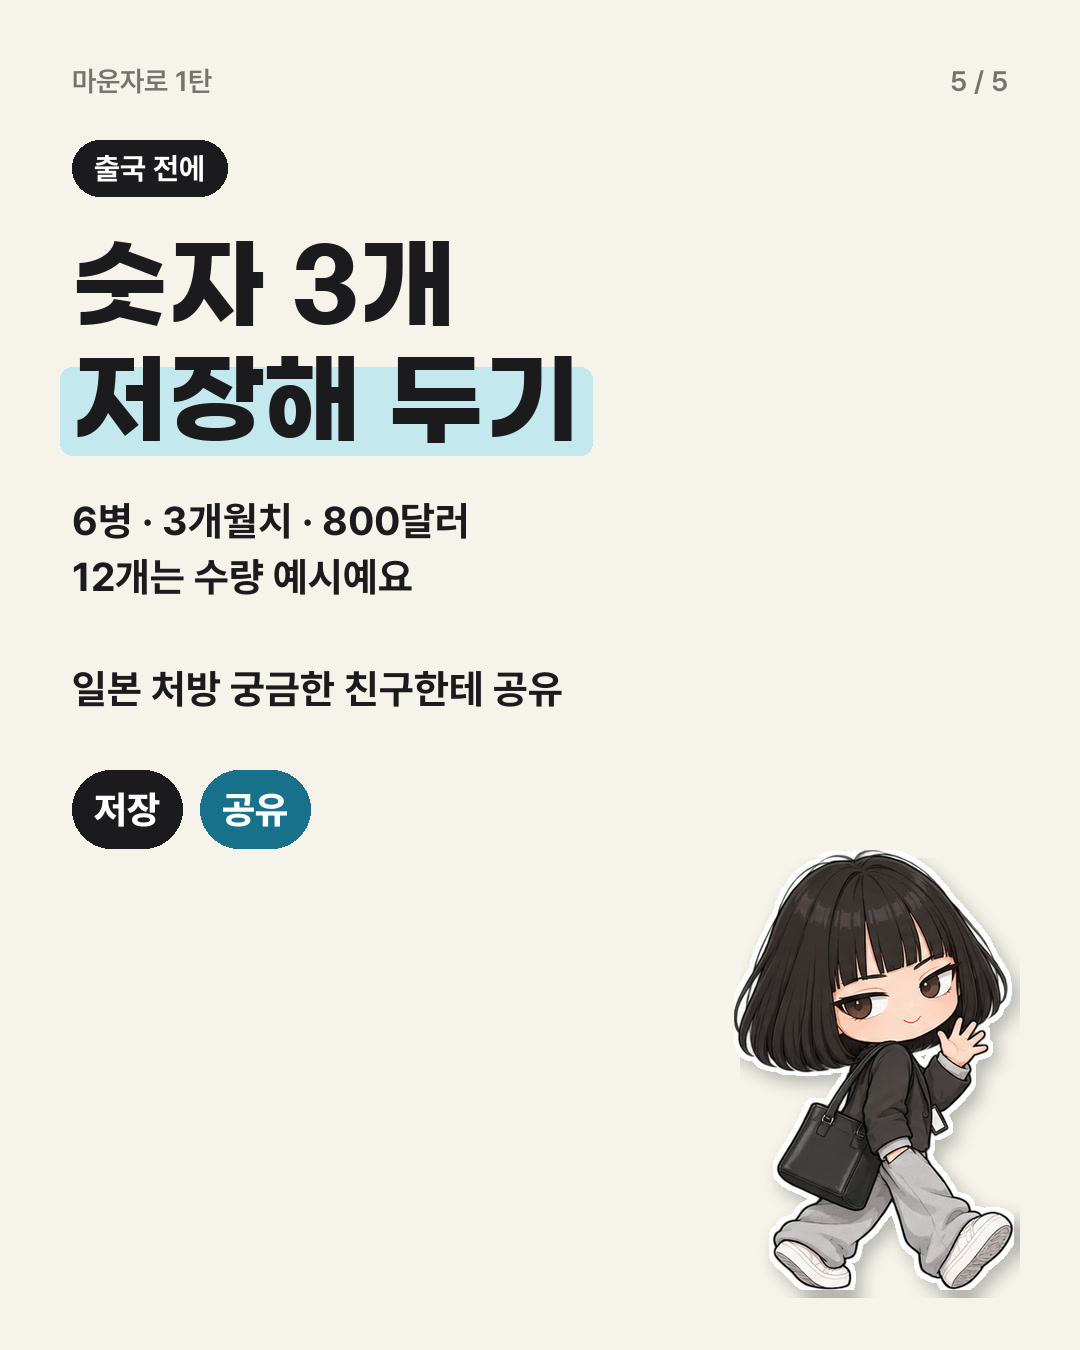 마운자로 1탄
5 / 5
출국 전에
숫자 3개
저장해 두기
6병 · 3개월치 · 800달러
12개는 수량 예시예요
일본 처방 궁금한 친구한테 공유
저장
공유